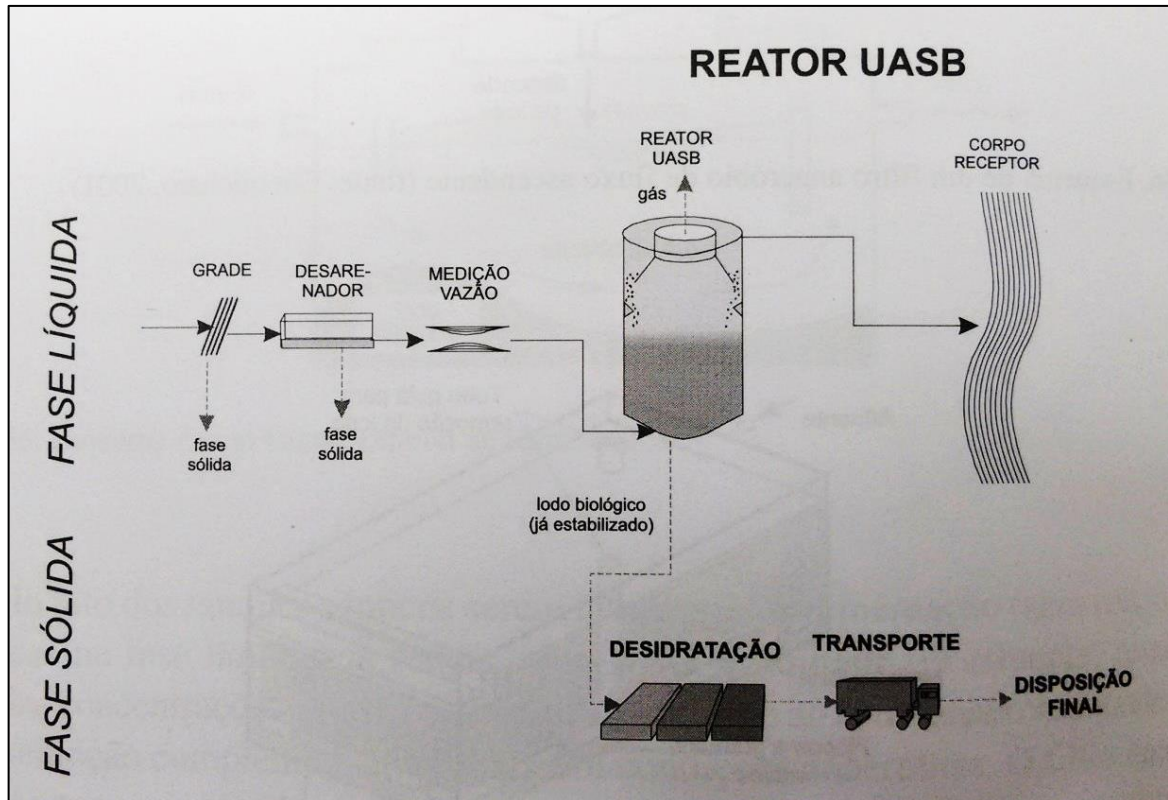 REATOR UASB
FASE LÍQUIDA
GRADE
DESARE-
NADOR
MEDIÇÃO
VAZÃO
REATOR
UASB
gás
CORPO
RECEPTOR
fase
sólida
fase
sólida
lodo biológico
(já estabilizado)
FASE SÓLIDA
DESIDRATAÇÃO
TRANSPORTE
DISPOSIÇÃO
FINAL